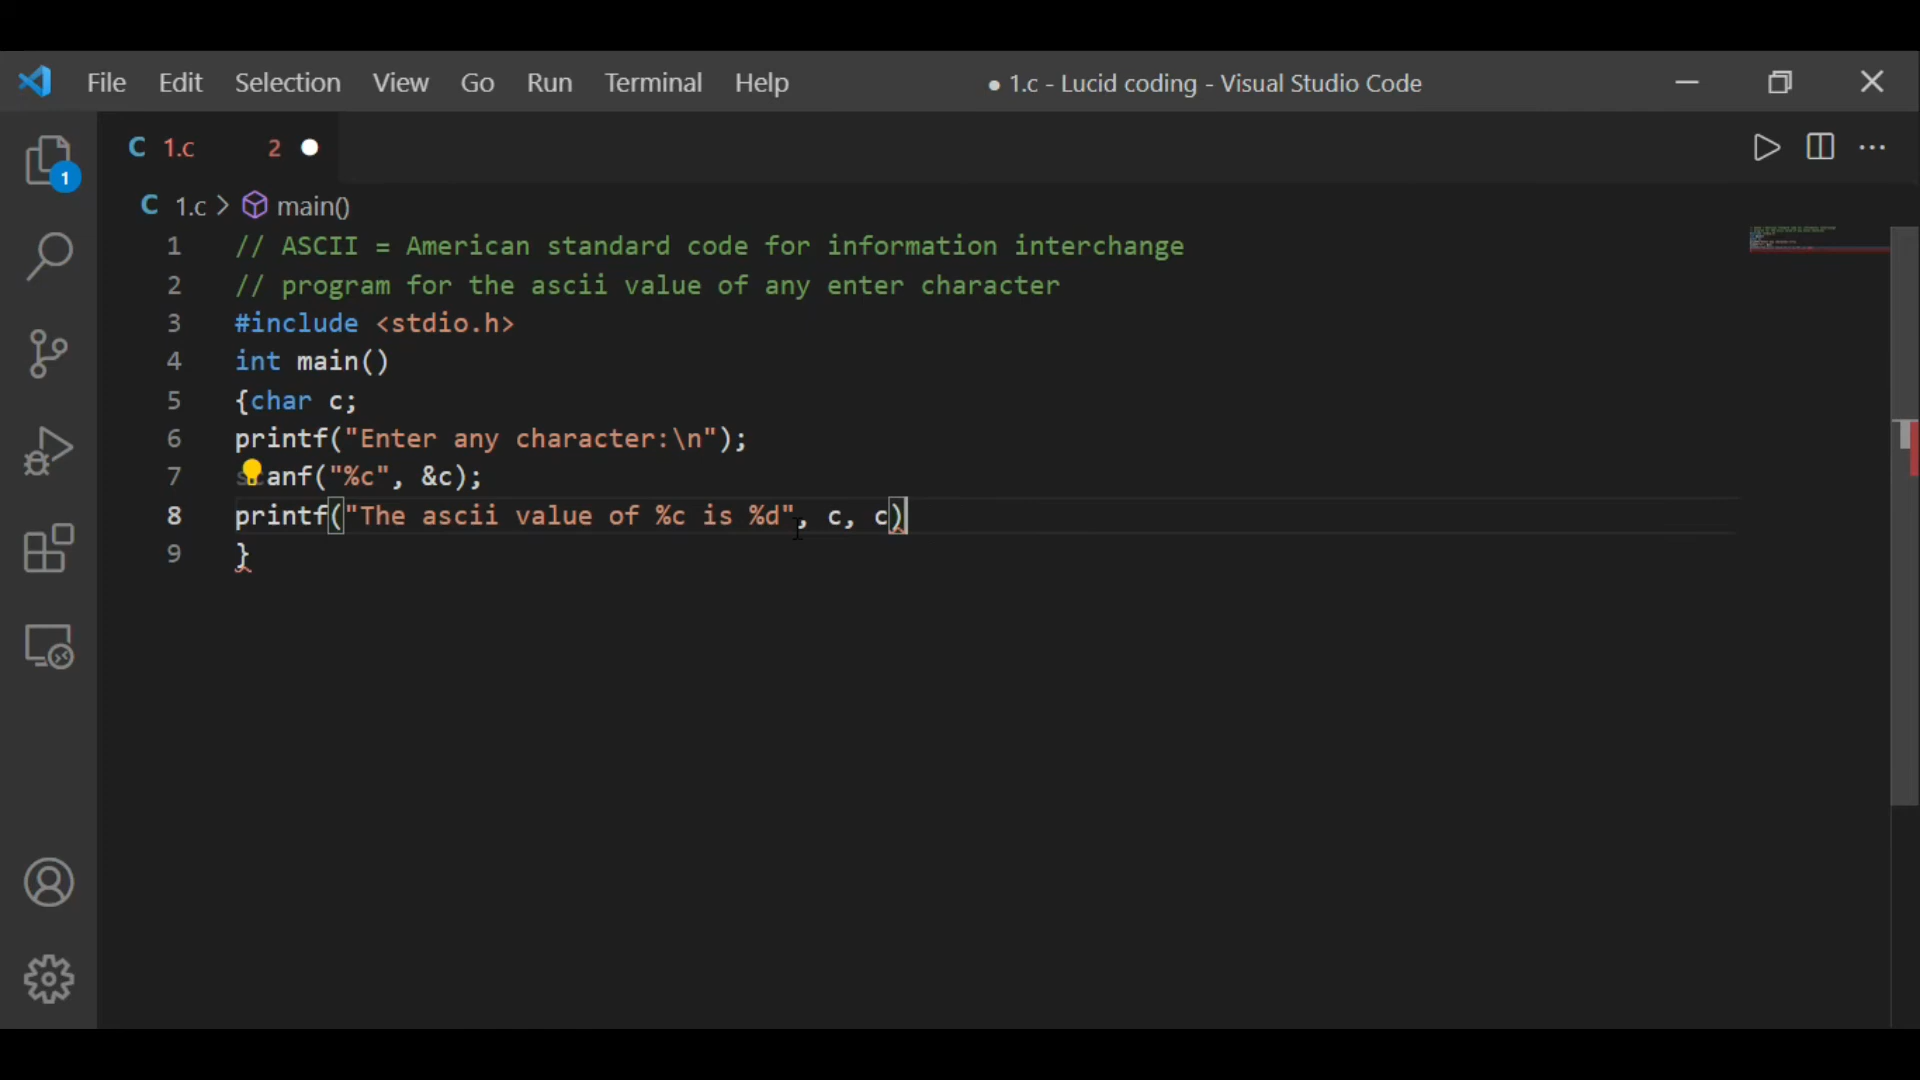 File Edit Selection View Go Run Terminal Help ● 1.c - Lucid coding - Visual Studio Code
C 1.c 2
1
C 1.c > main()
1 // ASCII = American standard code for information interchange
2 // program for the ascii value of any enter character
3 #include <stdio.h>
4 int main()
5 {char c;
6 printf("Enter any character:\n");
7 scanf("%c", &c);
8 printf("The ascii value of %c is %d", c, c)
9 }